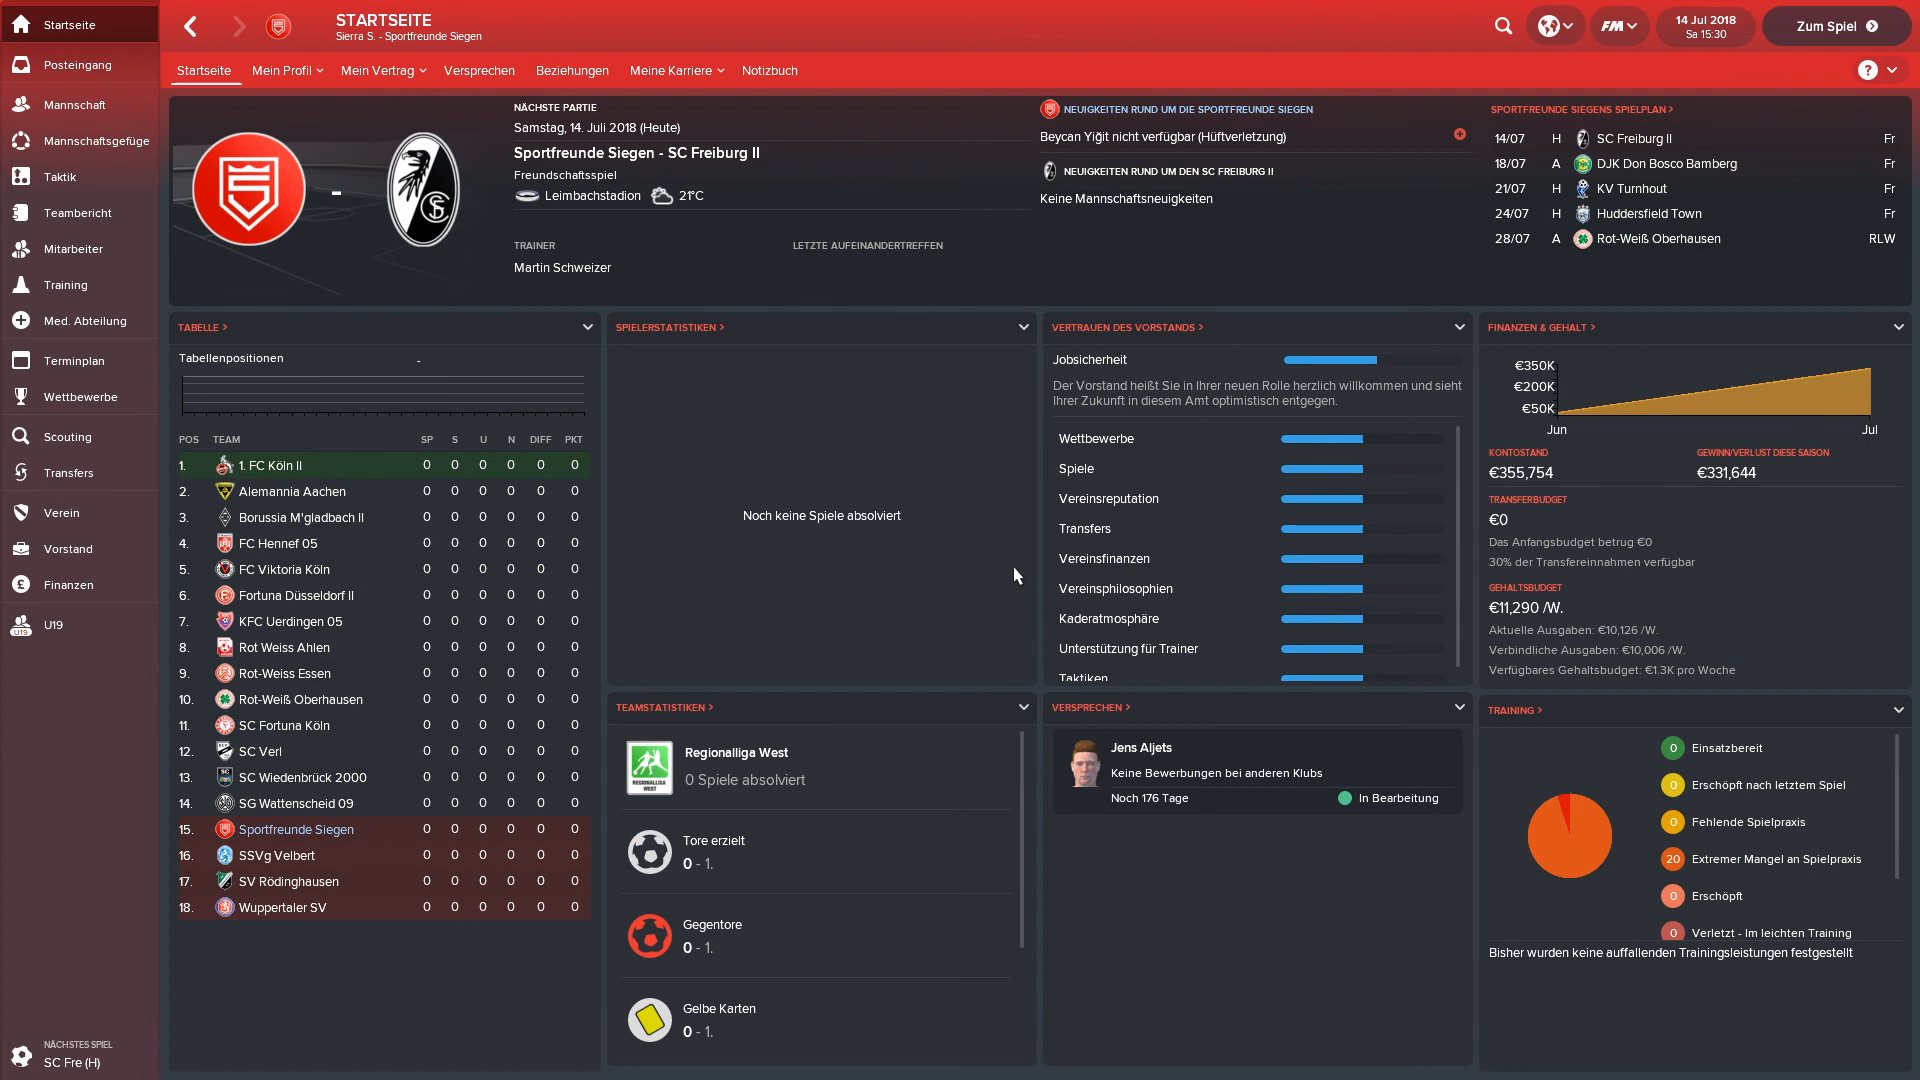 Startseite
Posteingang
Mannschaft
Mannschaftsgefüge
Taktik
Teambericht
Mitarbeiter
Training
Med. Abteilung
Terminplan
Wettbewerbe
Scouting
Transfers
Verein
Vorstand
Finanzen
U19
U19
NÄCHSTES SPIEL
SC Fre (H)
STARTSEITE
Sierra S. - Sportfreunde Siegen
FM
14 Jul 2018
Sa 15:30
Zum Spiel
Startseite Mein Profil Mein Vertrag Versprechen Beziehungen Meine Karriere Notizbuch
?
NÄCHSTE PARTIE
Samstag, 14. Juli 2018 (Heute)
Sportfreunde Siegen - SC Freiburg II
Freundschaftsspiel
Leimbachstadion 21°C
TRAINER
Martin Schweizer
LETZTE AUFEINANDERTREFFEN
-
NEUIGKEITEN RUND UM DIE SPORTFREUNDE SIEGEN
Beycan Yiğit nicht verfügbar (Hüftverletzung)
NEUIGKEITEN RUND UM DEN SC FREIBURG II
Keine Mannschaftsneuigkeiten
SPORTFREUNDE SIEGENS SPIELPLAN >
14/07 H SC Freiburg II Fr
18/07 A DJK Don Bosco Bamberg Fr
21/07 H KV Turnhout Fr
24/07 H Huddersfield Town Fr
28/07 A Rot-Weiß Oberhausen RLW
TABELLE >
Tabellenpositionen -
POS TEAM SP S U N DIFF PKT
1. 1. FC Köln II 0 0 0 0 0 0
2. Alemannia Aachen 0 0 0 0 0 0
3. Borussia M'gladbach II 0 0 0 0 0 0
4. FC Hennef 05 0 0 0 0 0 0
5. FC Viktoria Köln 0 0 0 0 0 0
6. Fortuna Düsseldorf II 0 0 0 0 0 0
7. KFC Uerdingen 05 0 0 0 0 0 0
8. Rot Weiss Ahlen 0 0 0 0 0 0
9. Rot-Weiss Essen 0 0 0 0 0 0
10. Rot-Weiß Oberhausen 0 0 0 0 0 0
11. SC Fortuna Köln 0 0 0 0 0 0
12. SC Verl 0 0 0 0 0 0
13. SC Wiedenbrück 2000 0 0 0 0 0 0
14. SG Wattenscheid 09 0 0 0 0 0 0
15. Sportfreunde Siegen 0 0 0 0 0 0
16. SSVg Velbert 0 0 0 0 0 0
17. SV Rödinghausen 0 0 0 0 0 0
18. Wuppertaler SV 0 0 0 0 0 0
SPIELERSTATISTIKEN >
Noch keine Spiele absolviert
TEAMSTATISTIKEN >
REGIONALLIGA
WEST
Regionalliga West
0 Spiele absolviert
Tore erzielt
0 - 1.
Gegentore
0 - 1.
Gelbe Karten
0 - 1.
VERTRAUEN DES VORSTANDS >
Jobsicherheit
Der Vorstand heißt Sie in Ihrer neuen Rolle herzlich willkommen und sieht
Ihrer Zukunft in diesem Amt optimistisch entgegen.
Wettbewerbe
Spiele
Vereinsreputation
Transfers
Vereinsfinanzen
Vereinsphilosophien
Kaderatmosphäre
Unterstützung für Trainer
Taktiken
VERSPRECHEN >
Jens Aljets
Keine Bewerbungen bei anderen Klubs
Noch 176 Tage In Bearbeitung
FINANZEN & GEHALT >
€350K
€200K
€50K
Jun Jul
KONTOSTAND GEWINN/VERLUST DIESE SAISON
€355,754 €331,644
TRANSFERBUDGET
€0
Das Anfangsbudget betrug €0
30% der Transfereinnahmen verfügbar
GEHALTSBUDGET
€11,290 /W.
Aktuelle Ausgaben: €10,126 /W.
Verbindliche Ausgaben: €10,006 /W.
Verfügbares Gehaltsbudget: €1.3K pro Woche
TRAINING >
0 Einsatzbereit
0 Erschöpft nach letztem Spiel
0 Fehlende Spielpraxis
20 Extremer Mangel an Spielpraxis
0 Erschöpft
0 Verletzt - Im leichten Training
Bisher wurden keine auffallenden Trainingsleistungen festgestellt